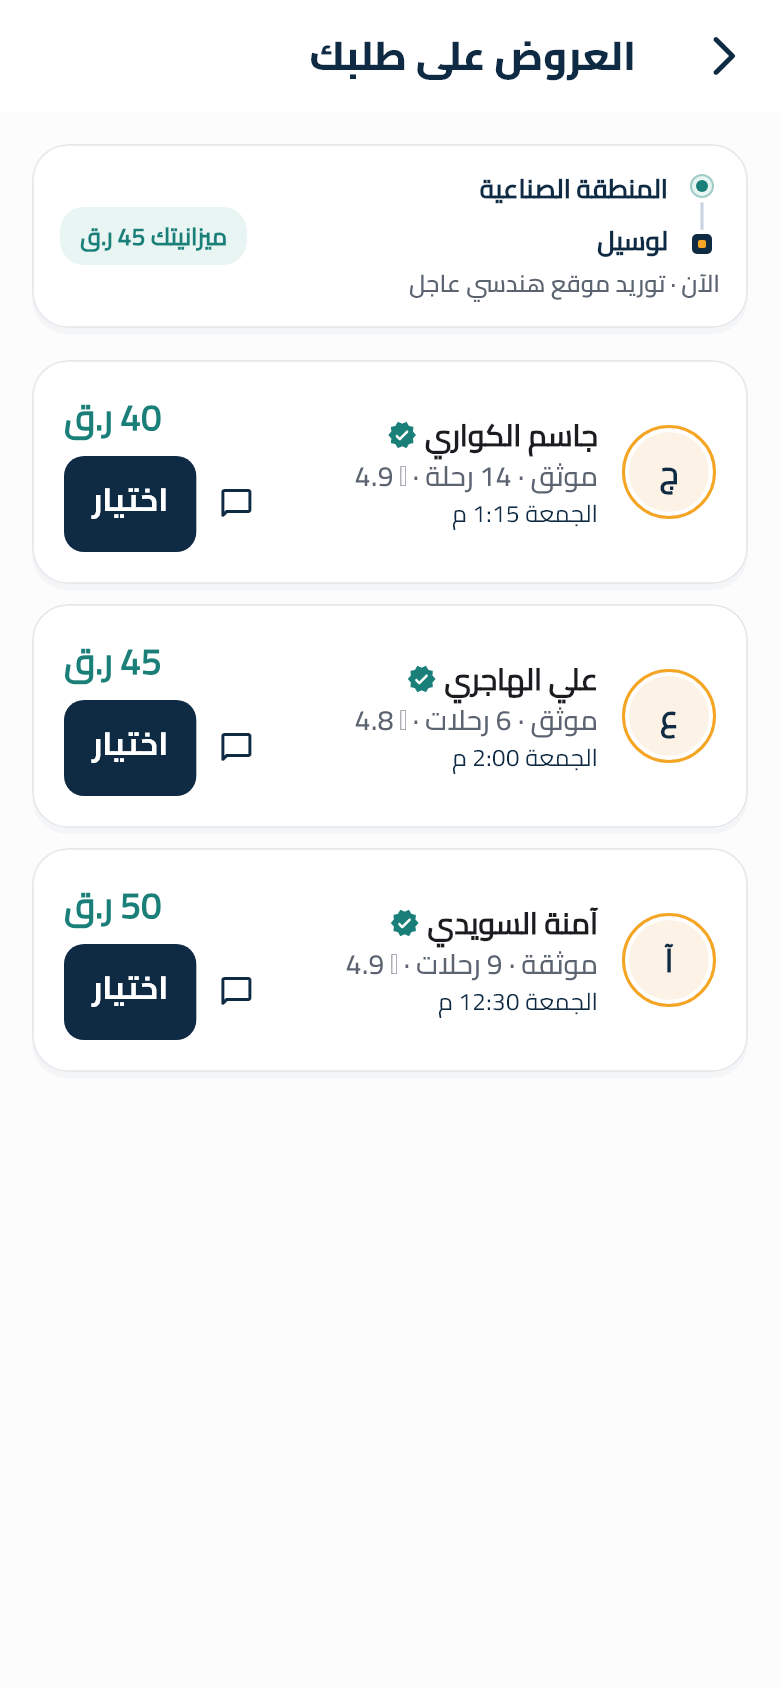 العروض على طلبك
المنطقة الصناعية
لوسيل
ميزانيتك 45 ر.ق
الآن · توريد موقع هندسي عاجل
ج
جاسم الكواري
موثق · 14 رحلة · 4.9
الجمعة 1:15 م
40 ر.ق
اختيار
ع
علي الهاجري
موثق · 6 رحلات · 4.8
الجمعة 2:00 م
45 ر.ق
اختيار
آ
آمنة السويدي
موثقة · 9 رحلات · 4.9
الجمعة 12:30 م
50 ر.ق
اختيار